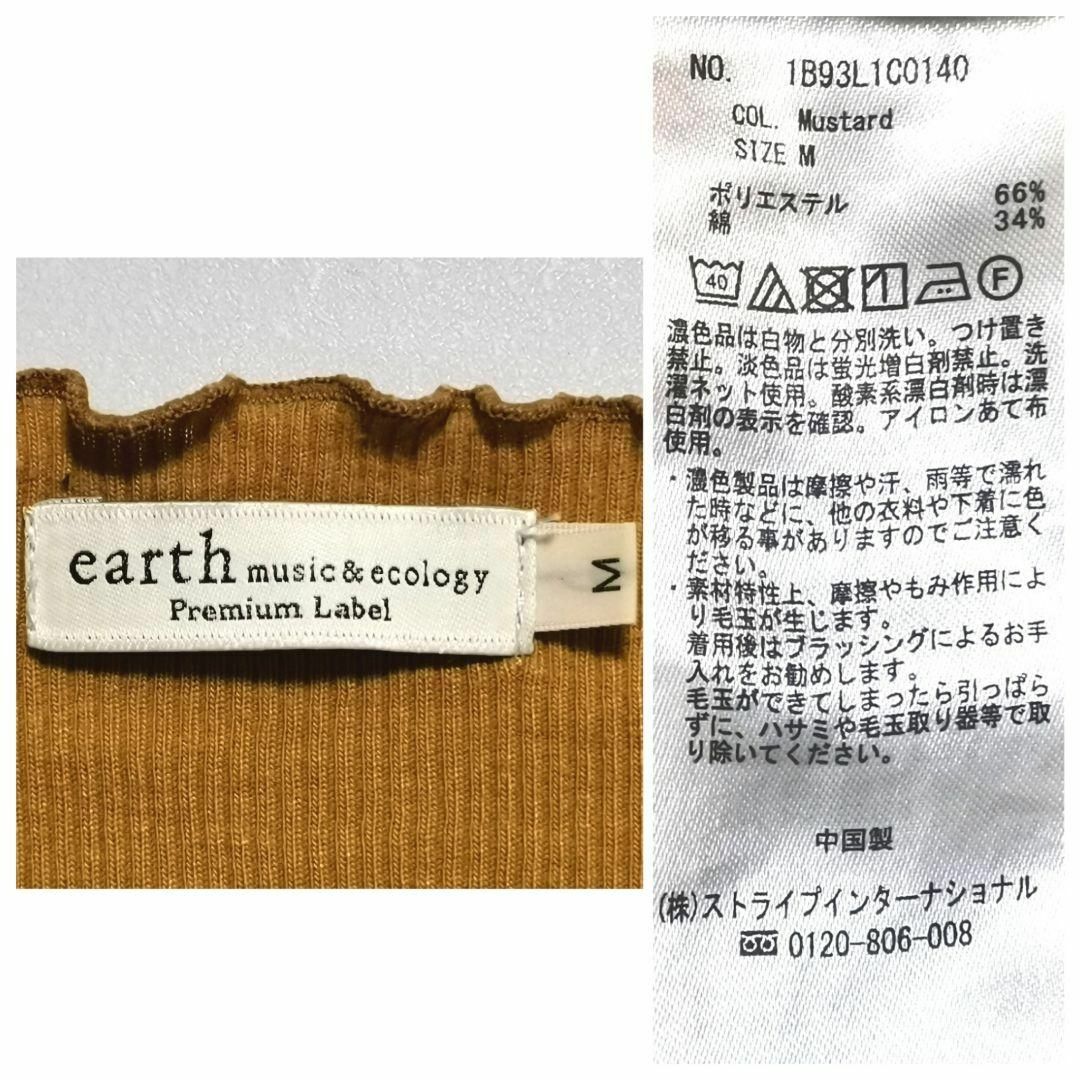 earth music&ecology
Premium Label
M
NO. 1B93L1C0140
COL. Mustard
SIZE M
ポリエステル 66%
綿 34%
40 F
濃色品は白物と分別洗い。つけ置き
禁止。淡色品は蛍光増白剤禁止。洗
濯ネット使用。酸素系漂白剤時は漂
白剤の表示を確認。アイロンあて布
使用。
・濃色製品は摩擦や汗、雨等で濡れ
た時などに、他の衣料や下着に色
が移る事がありますのでご注意く
ださい。
・素材特性上、摩擦やもみ作用によ
り毛玉が生じます。
着用後はブラッシングによるお手
入れをお勧めします。
毛玉ができてしまったら引っぱら
ずに、ハサミや毛玉取り器等で取
り除いてください。
中国製
(株)ストライプインターナショナル
0120-806-008